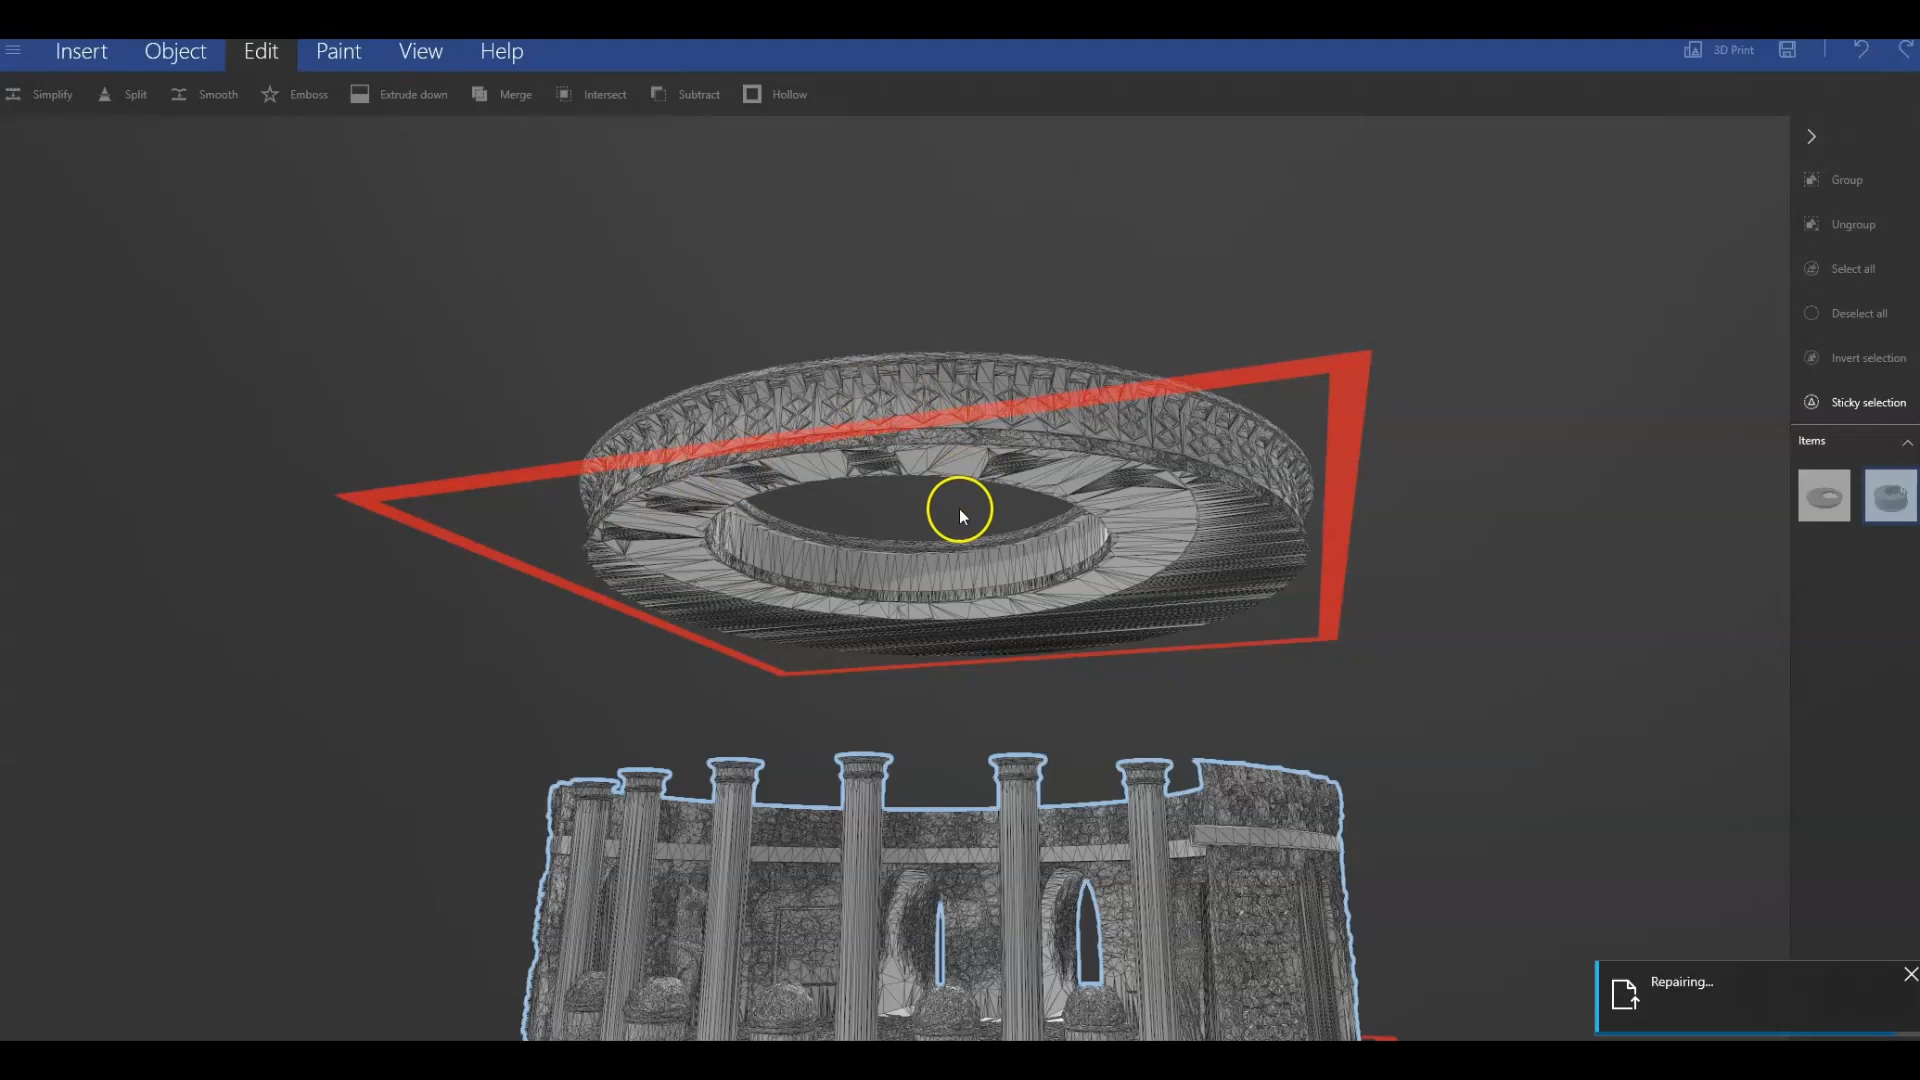 Insert Object Edit Paint View Help 3D Print
Simplify Split Smooth Emboss Extrude down Merge Intersect Subtract Hollow
Group
Ungroup
Select all
Deselect all
Invert selection
Sticky selection
Items
Repairing...